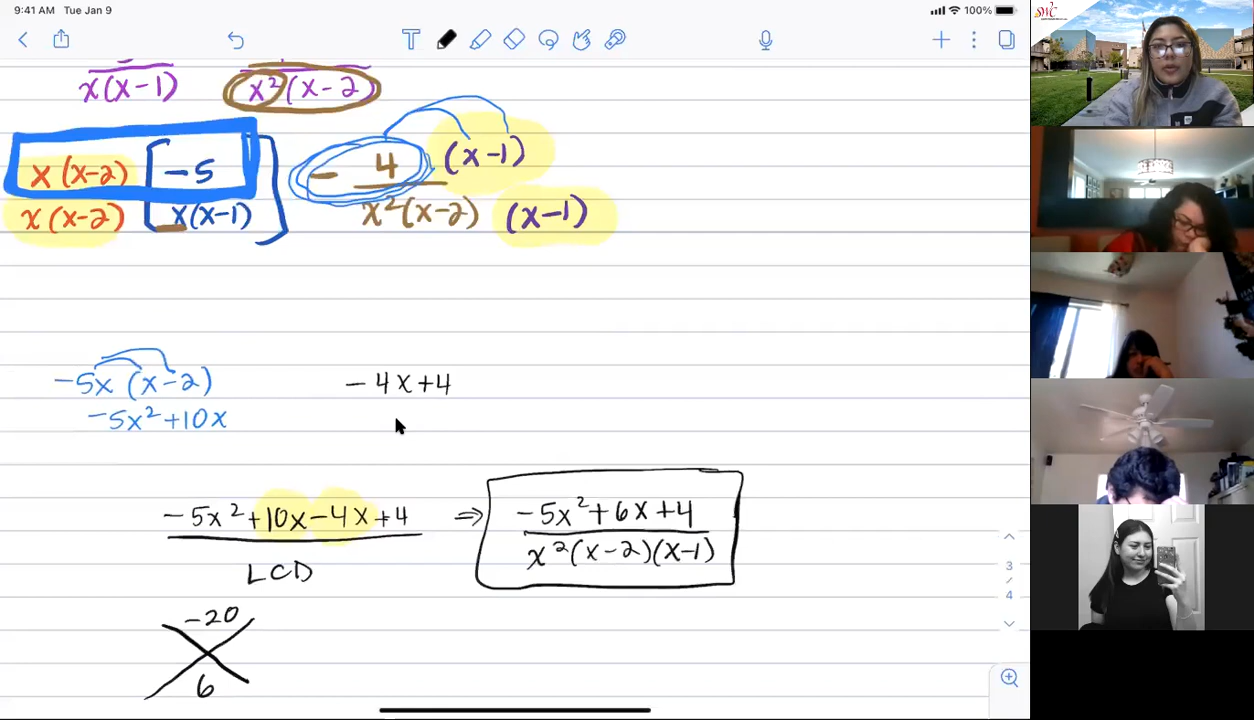 9:41 AM Tue Jan 9
100%
SWC
x(x-1) x²(x-2)
x(x-2) [ -5 ] - 4 (x-1)
x(x-2) [ x(x-1) ] x²(x-2) (x-1)
-5x (x-2) -4x+4
-5x²+10x
-5x²+10x-4x+4 ⇒ -5x²+6x+4
LCD x²(x-2)(x-1)
-20
6
3
/
4